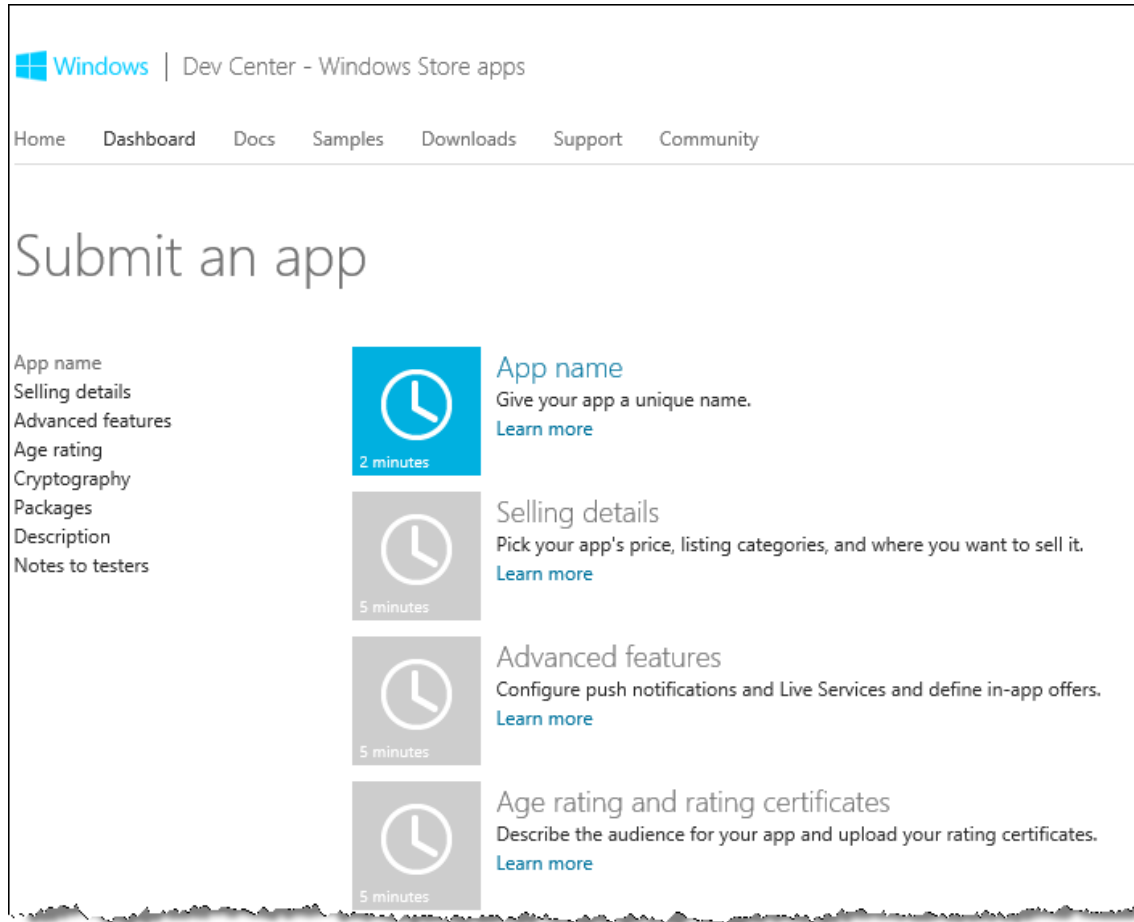 Windows | Dev Center - Windows Store apps
Home Dashboard Docs Samples Downloads Support Community
Submit an app
App name
Selling details
Advanced features
Age rating
Cryptography
Packages
Description
Notes to testers
2 minutes
App name
Give your app a unique name.
Learn more
5 minutes
Selling details
Pick your app's price, listing categories, and where you want to sell it.
Learn more
5 minutes
Advanced features
Configure push notifications and Live Services and define in-app offers.
Learn more
5 minutes
Age rating and rating certificates
Describe the audience for your app and upload your rating certificates.
Learn more